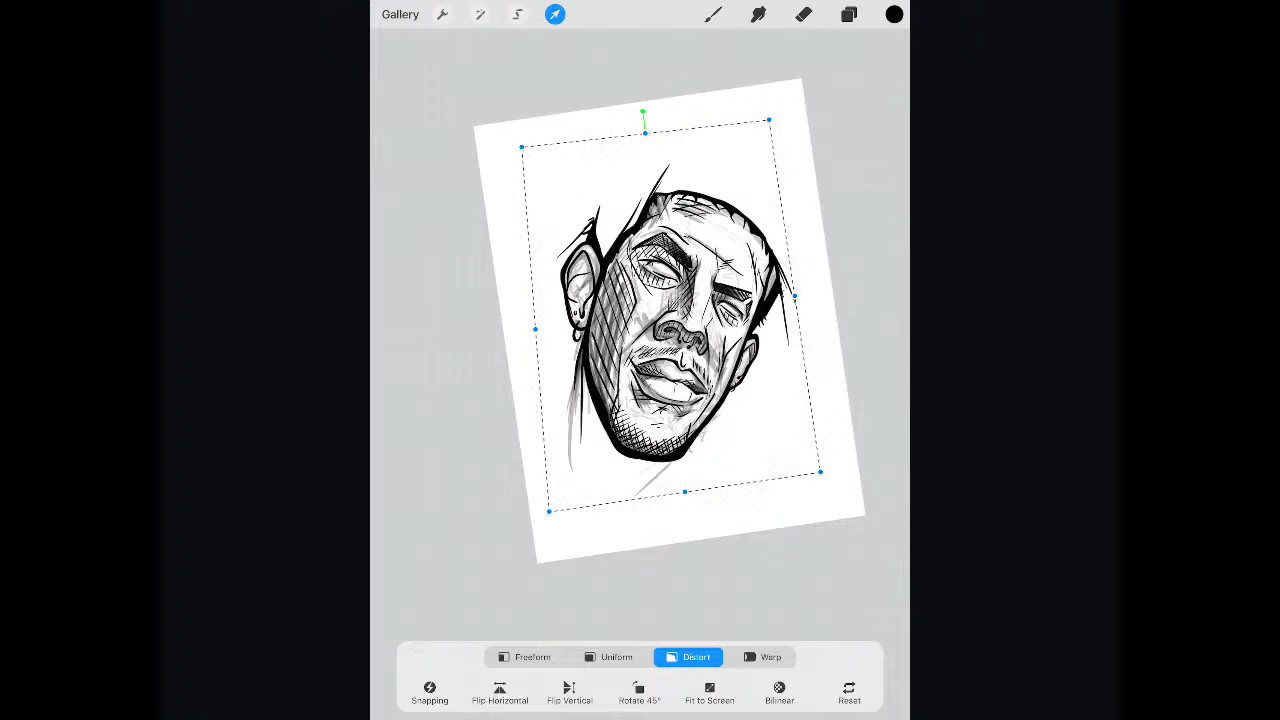 Gallery
Freeform Uniform Distort Warp
Snapping Flip Horizontal Flip Vertical Rotate 45° Fit to Screen Bilinear Reset